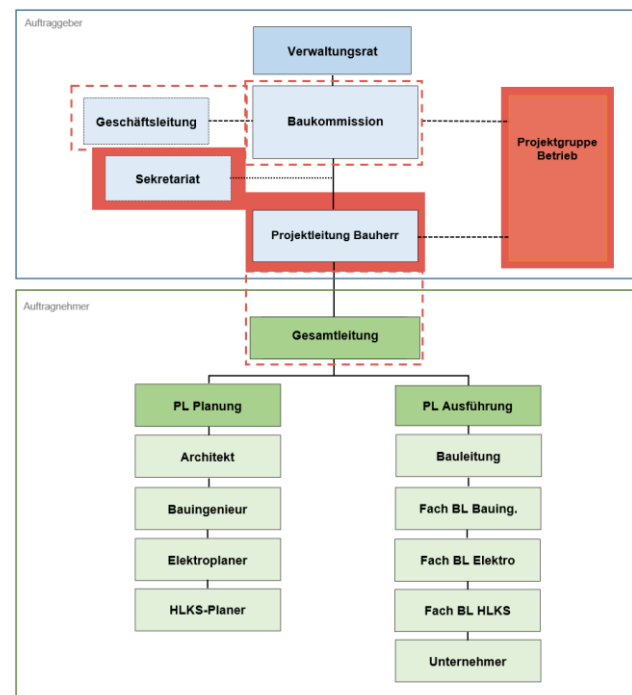 Auftraggeber
Verwaltungsrat
Geschäftsleitung
Baukommission
Projektgruppe
Betrieb
Sekretariat
Projektleitung Bauherr
Auftragnehmer
Gesamtleitung
PL Planung
PL Ausführung
Architekt
Bauleitung
Bauingenieur
Fach BL Bauing.
Elektroplaner
Fach BL Elektro
HLKS-Planer
Fach BL HLKS
Unternehmer